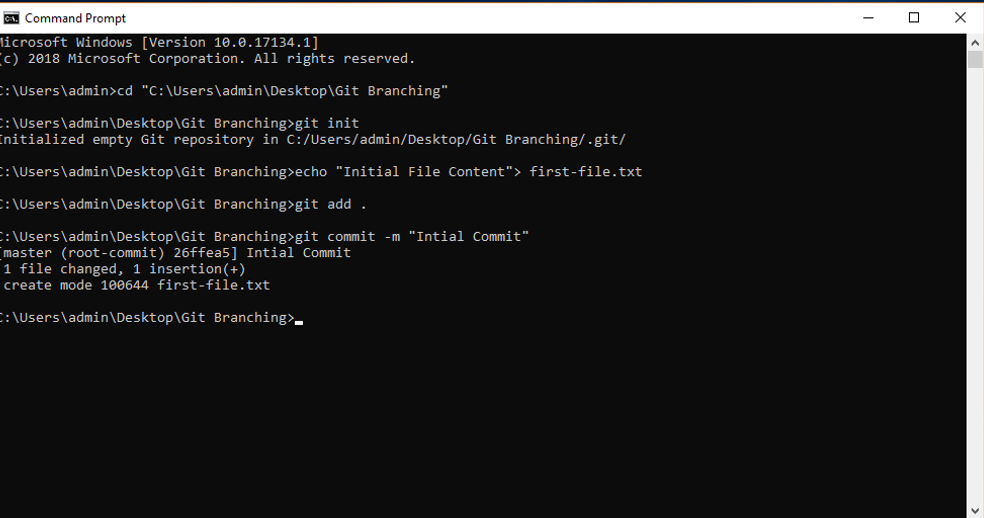 Command Prompt
Microsoft Windows [Version 10.0.17134.1]
(c) 2018 Microsoft Corporation. All rights reserved.
C:\Users\admin>cd "C:\Users\admin\Desktop\Git Branching"
C:\Users\admin\Desktop\Git Branching>git init
Initialized empty Git repository in C:/Users/admin/Desktop/Git Branching/.git/
C:\Users\admin\Desktop\Git Branching>echo "Initial File Content"> first-file.txt
C:\Users\admin\Desktop\Git Branching>git add .
C:\Users\admin\Desktop\Git Branching>git commit -m "Intial Commit"
[master (root-commit) 26ffea5] Intial Commit
1 file changed, 1 insertion(+)
create mode 100644 first-file.txt
C:\Users\admin\Desktop\Git Branching>